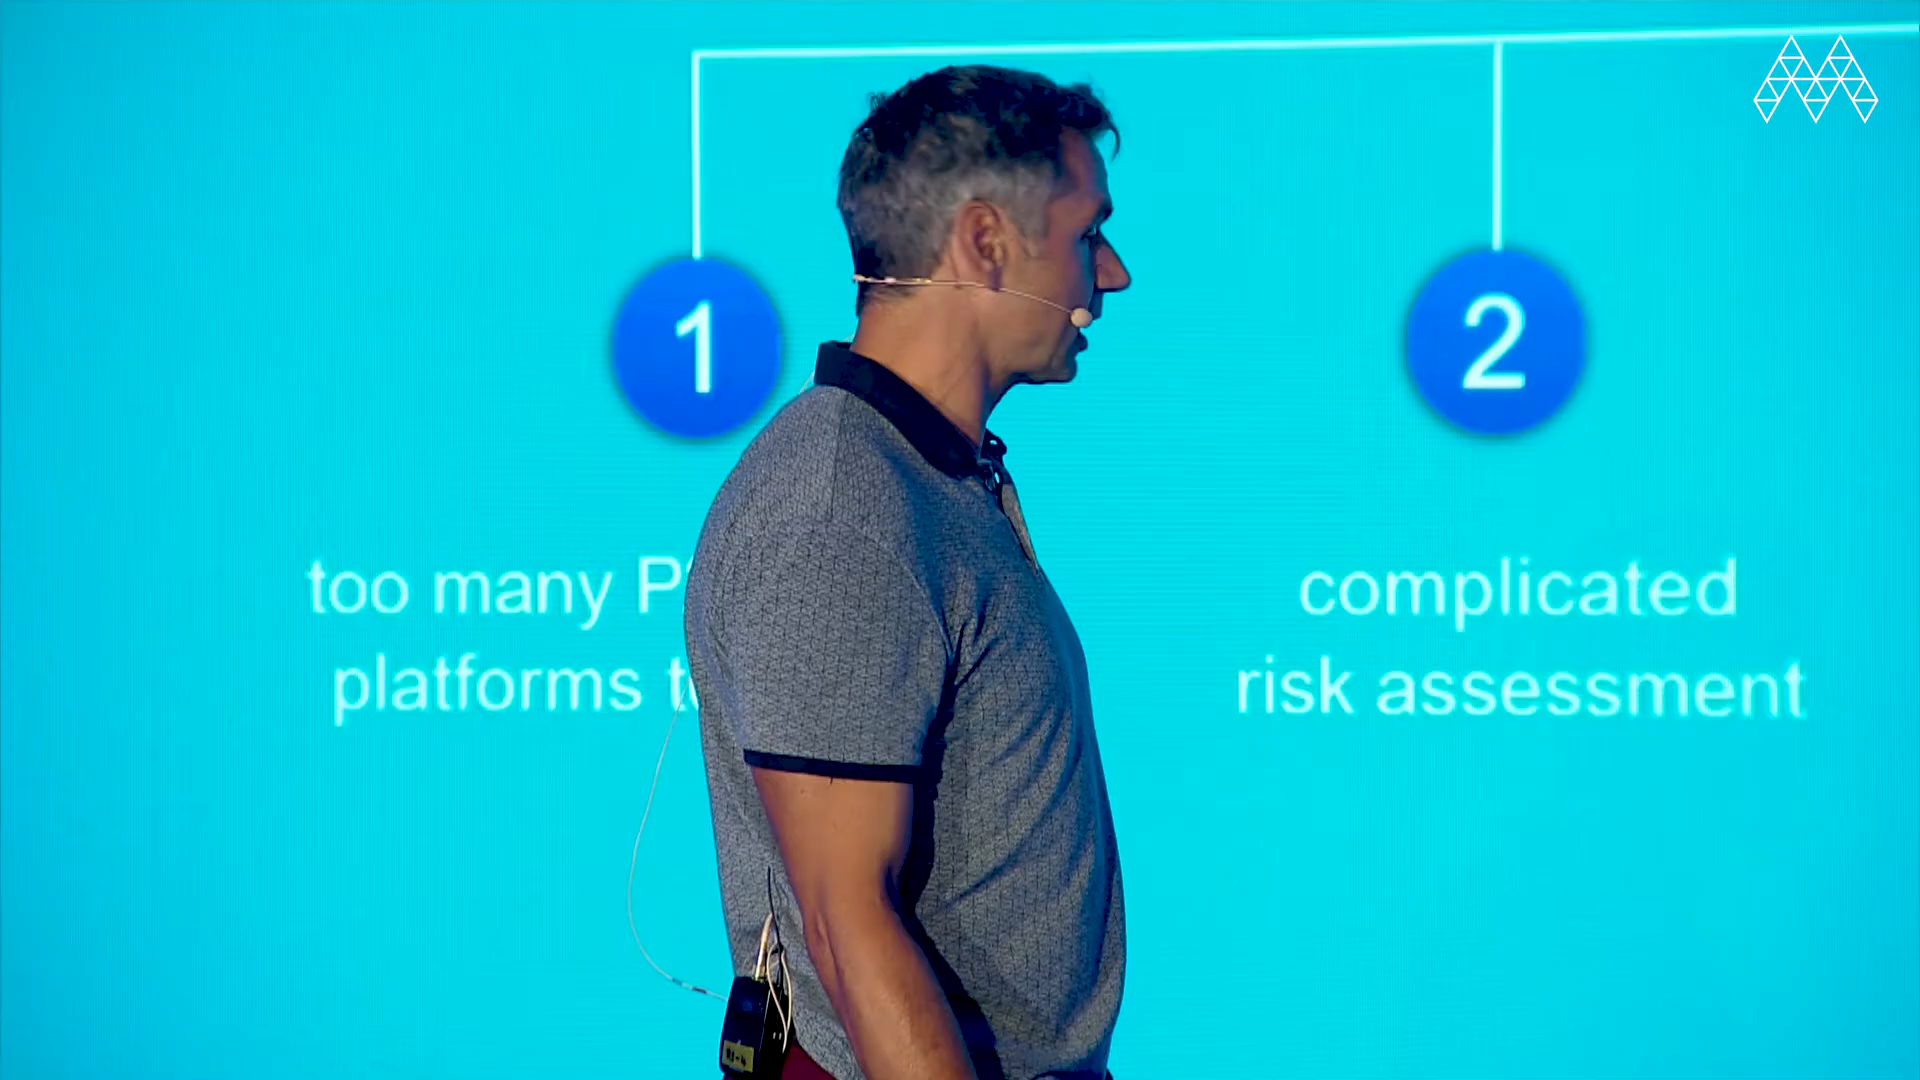 1
too many
platforms
2
complicated
risk assessment